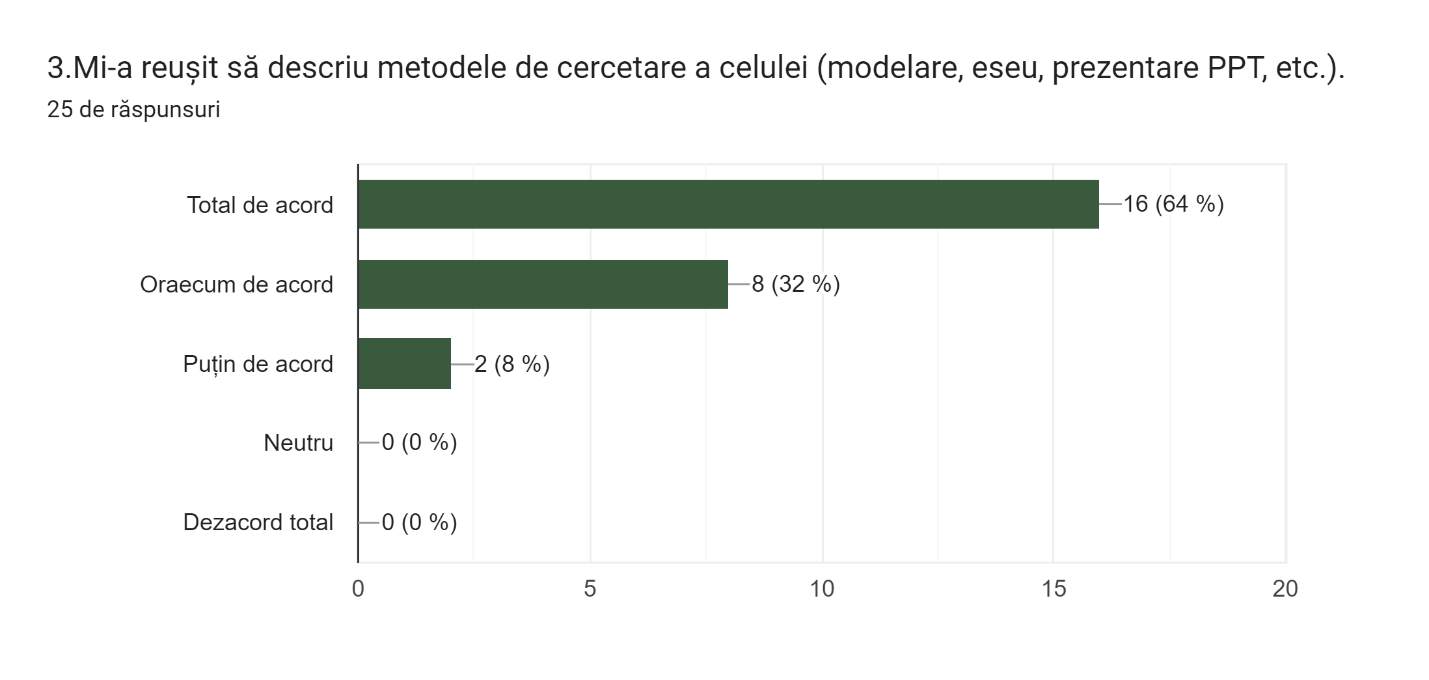 3.Mi-a reușit să descriu metodele de cercetare a celulei (modelare, eseu, prezentare PPT, etc.).
25 de răspunsuri
Total de acord 16 (64 %)
Oraecum de acord 8 (32 %)
Puțin de acord 2 (8 %)
Neutru 0 (0 %)
Dezacord total 0 (0 %)
0 5 10 15 20